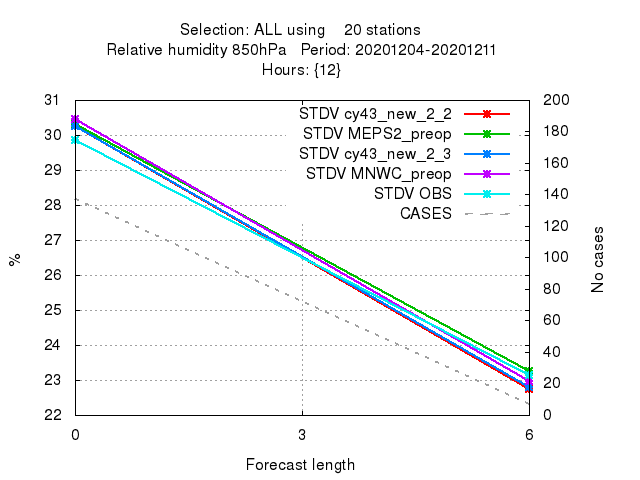 Selection: ALL using    20 stations
Relative humidity 850hPa   Period: 20201204-20201211
Hours: {12}
31 200
STDV cy43_new_2_2
30 180
STDV MEPS2_preop
29 160
STDV cy43_new_2_3
STDV MNWC_preop
28 140
STDV OBS
CASES
27 120
26 100
25 80
24 60
23 40
22 20
0
%
No cases
0 3 6
Forecast length